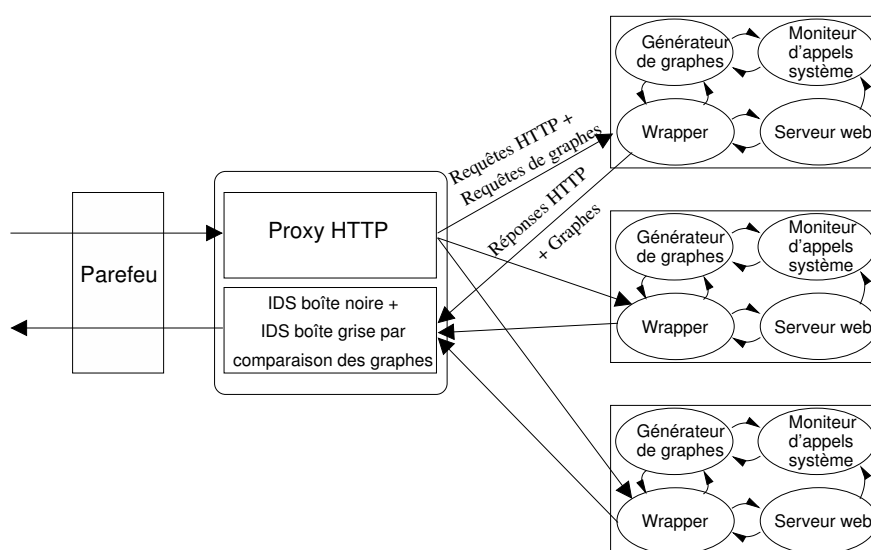 Parefeu
Proxy HTTP
IDS boîte noire +
IDS boîte grise par
comparaison des graphes
Requêtes HTTP +
Requêtes de graphes
Réponses HTTP
+ Graphes
Générateur
de graphes
Moniteur
d'appels
système
Wrapper
Serveur web
Générateur
de graphes
Moniteur
d'appels
système
Wrapper
Serveur web
Générateur
de graphes
Moniteur
d'appels
système
Wrapper
Serveur web